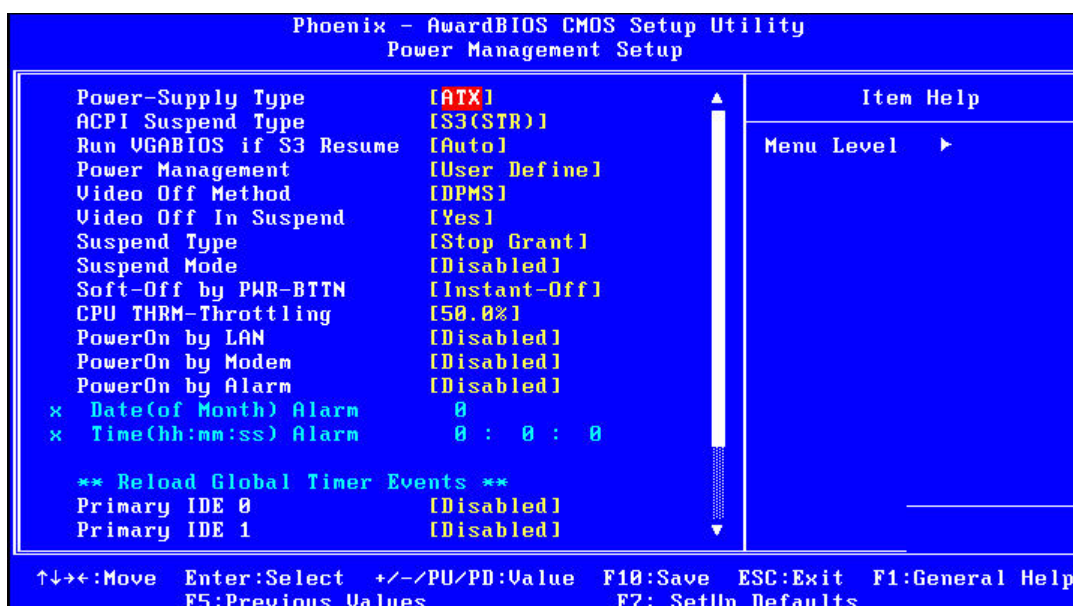 Phoenix - AwardBIOS CMOS Setup Utility
Power Management Setup
Power-Supply Type [ATX]
ACPI Suspend Type [S3(STR)]
Run VGABIOS if S3 Resume [Auto]
Power Management [User Define]
Video Off Method [DPMS]
Video Off In Suspend [Yes]
Suspend Type [Stop Grant]
Suspend Mode [Disabled]
Soft-Off by PWR-BTTN [Instant-Off]
CPU THRM-Throttling [50.0%]
PowerOn by LAN [Disabled]
PowerOn by Modem [Disabled]
PowerOn by Alarm [Disabled]
x Date(of Month) Alarm 0
x Time(hh:mm:ss) Alarm 0 : 0 : 0
** Reload Global Timer Events **
Primary IDE 0 [Disabled]
Primary IDE 1 [Disabled]
Item Help
Menu Level ►
↑↓→←:Move Enter:Select +/-/PU/PD:Value F10:Save ESC:Exit F1:General Help
F5:Previous Values F7: SetUp Defaults